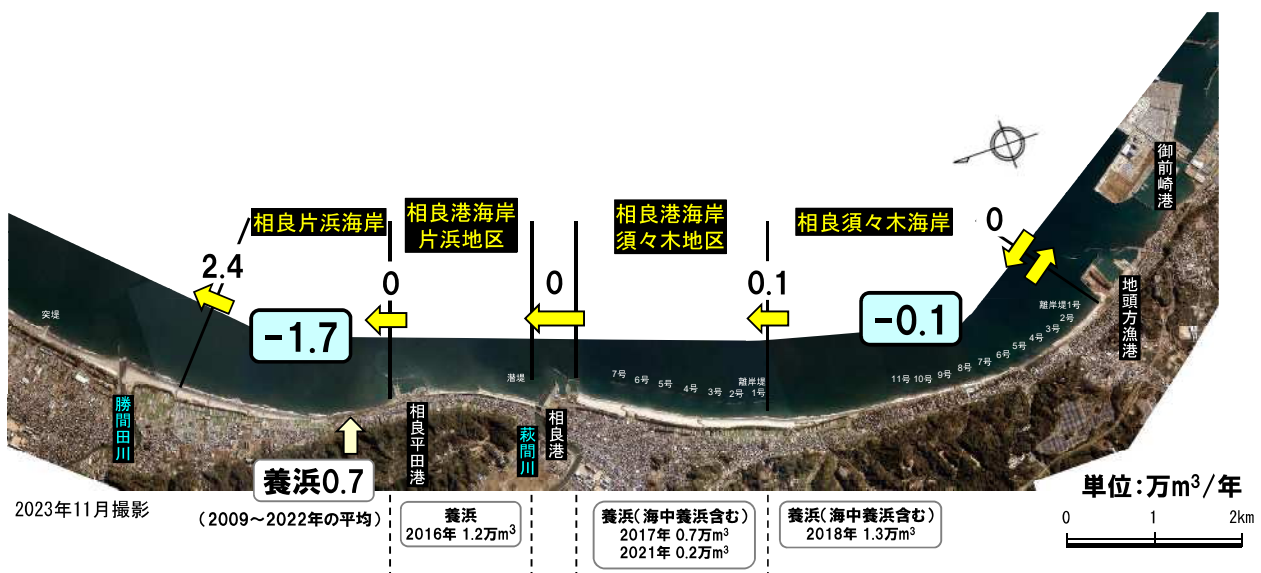 相良片浜海岸
相良港海岸
片浜地区
相良港海岸
須々木地区
相良須々木海岸
御前崎港
地頭方漁港
2.4
0
0
0.1
0
-1.7
-0.1
突堤
潜堤
7号
6号
5号
4号
3号
2号
離岸堤
1号
11号
10号
9号
8号
7号
6号
5号
4号
3号
2号
離岸堤1号
勝間田川
相良平田港
萩間川
相良港
養浜0.7
(2009～2022年の平均)
2023年11月撮影
養浜
2016年 1.2万m³
養浜(海中養浜含む)
2017年 0.7万m³
2021年 0.2万m³
養浜(海中養浜含む)
2018年 1.3万m³
単位:万m³/年
0 1 2km